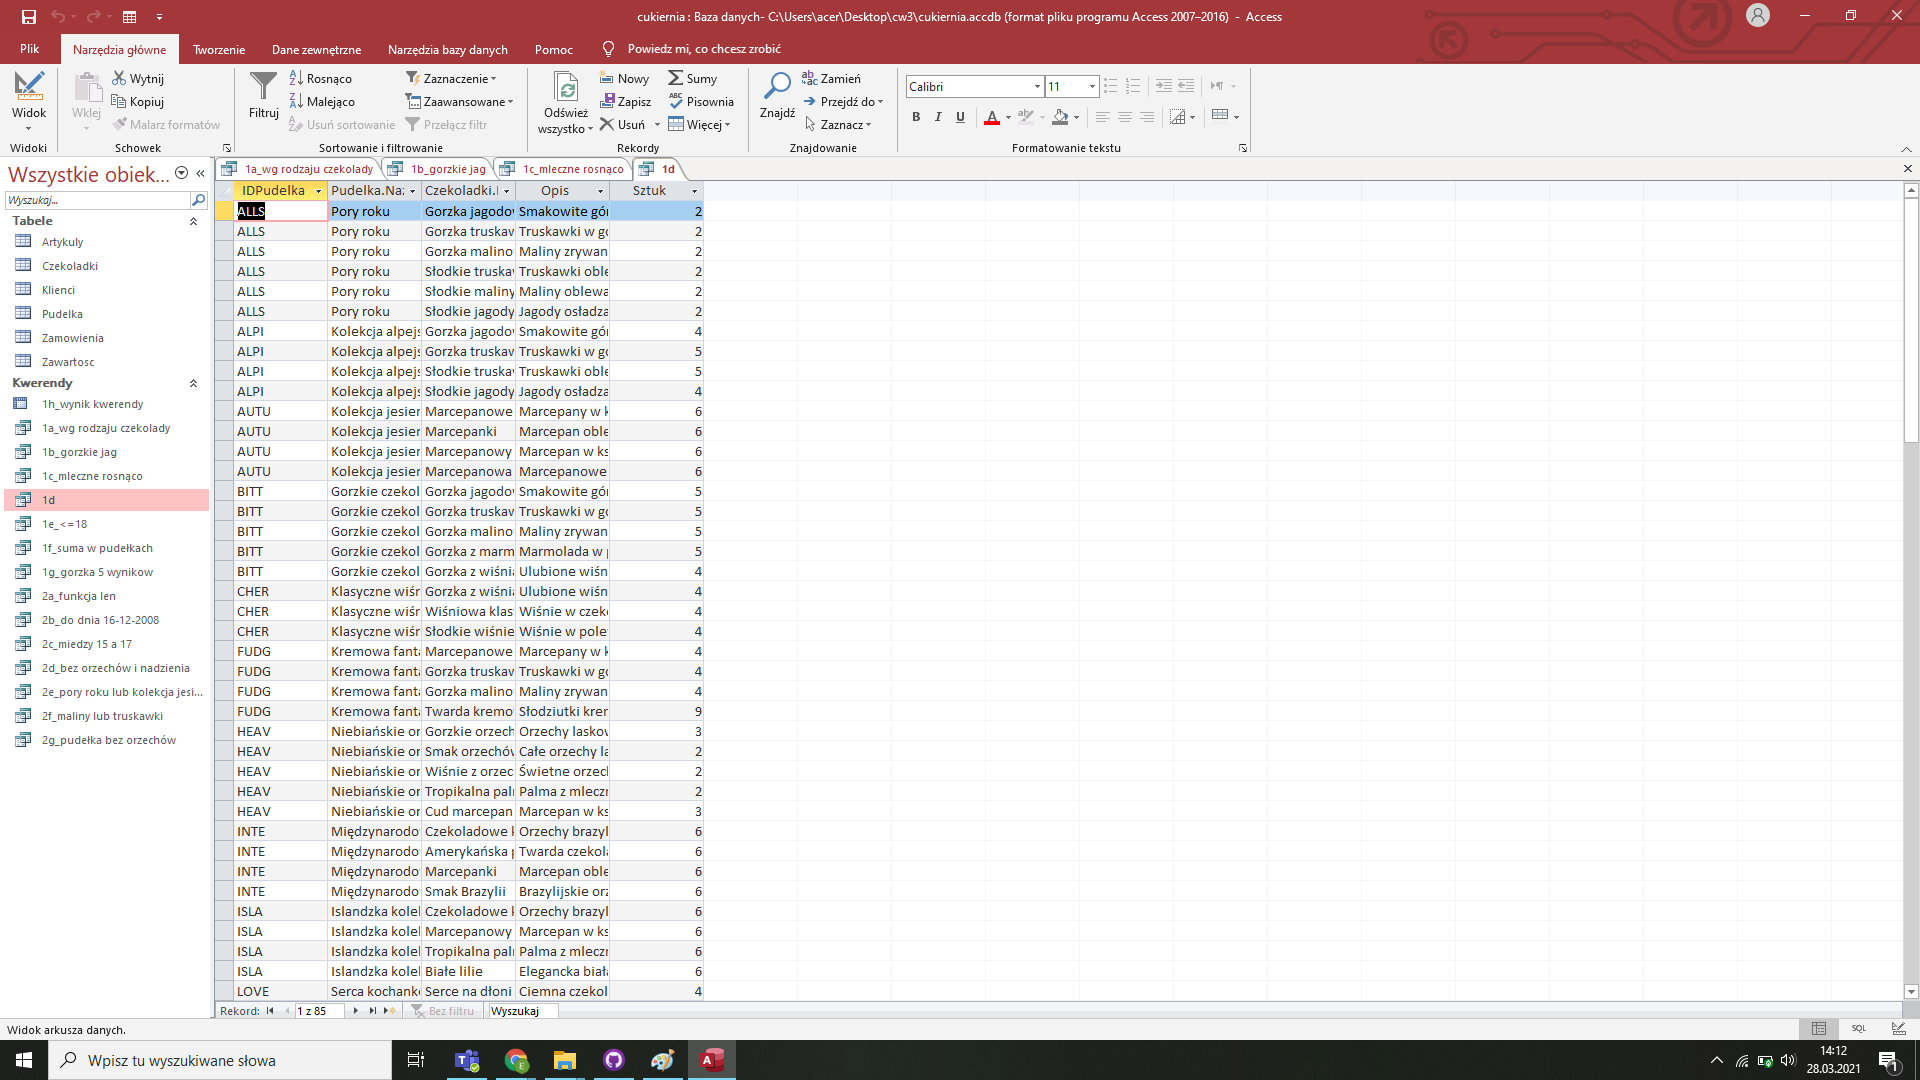 cukiernia : Baza danych- C:\Users\acer\Desktop\cw3\cukiernia.accdb (format pliku programu Access 2007–2016) - Access
Plik Narzędzia główne Tworzenie Dane zewnętrzne Narzędzia bazy danych Pomoc Powiedz mi, co chcesz zrobić
Wytnij Rosnąco Zaznaczenie Nowy Sumy Zamień Calibri 11
Kopiuj Malejąco Zaawansowane Zapisz Pisownia Przejdź do
Widok Wklej Filtruj Odśwież Znajdź
Malarz formatów Usuń sortowanie Przełącz filtr wszystko Usuń Więcej Zaznacz B I U
Widoki Schowek Sortowanie i filtrowanie Rekordy Znajdowanie Formatowanie tekstu
Wszystkie obiek... «
Wyszukaj...
Tabele
Artykuly
Czekoladki
Klienci
Pudelka
Zamowienia
Zawartosc
Kwerendy
1h_wynik kwerendy
1a_wg rodzaju czekolady
1b_gorzkie jag
1c_mleczne rosnąco
1d
1e_<=18
1f_suma w pudełkach
1g_gorzka 5 wynikow
2a_funkcja len
2b_do dnia 16-12-2008
2c_miedzy 15 a 17
2d_bez orzechów i nadzienia
2e_pory roku lub kolekcja jesi...
2f_maliny lub truskawki
2g_pudełka bez orzechów
1a_wg rodzaju czekolady 1b_gorzkie jag 1c_mleczne rosnąco 1d
IDPudelka Pudelka.Na Czekoladki. Opis Sztuk
ALLS Pory roku Gorzka jagodo Smakowite gó 2
ALLS Pory roku Gorzka truskaw Truskawki w go 2
ALLS Pory roku Gorzka malino Maliny zrywan 2
ALLS Pory roku Słodkie truska Truskawki oble 2
ALLS Pory roku Słodkie maliny Maliny oblewa 2
ALLS Pory roku Słodkie jagody Jagody osładza 2
ALPI Kolekcja alpejs Gorzka jagodo Smakowite gó 4
ALPI Kolekcja alpejs Gorzka truskaw Truskawki w go 5
ALPI Kolekcja alpejs Słodkie truska Truskawki oble 5
ALPI Kolekcja alpejs Słodkie jagody Jagody osładza 4
AUTU Kolekcja jesier Marcepanowe Marcepany w k 6
AUTU Kolekcja jesier Marcepanki Marcepan oble 6
AUTU Kolekcja jesier Marcepanowy Marcepan w ks 6
AUTU Kolekcja jesier Marcepanowa Marcepanowe 6
BITT Gorzkie czekol Gorzka jagodo Smakowite gó 5
BITT Gorzkie czekol Gorzka truskaw Truskawki w go 5
BITT Gorzkie czekol Gorzka malino Maliny zrywan 5
BITT Gorzkie czekol Gorzka z marm Marmolada w 5
BITT Gorzkie czekol Gorzka z wiśni Ulubione wiśn 4
CHER Klasyczne wiśr Gorzka z wiśni Ulubione wiśn 4
CHER Klasyczne wiśr Wiśniowa klas Wiśnie w czek 4
CHER Klasyczne wiśr Słodkie wiśnie Wiśnie w pole 4
FUDG Kremowa fanta Marcepanowe Marcepany w k 4
FUDG Kremowa fanta Gorzka truskaw Truskawki w go 4
FUDG Kremowa fanta Gorzka malino Maliny zrywan 4
FUDG Kremowa fanta Twarda kremo Słodziutki krer 9
HEAV Niebiańskie or Gorzkie orzech Orzechy laskov 3
HEAV Niebiańskie or Smak orzechów Całe orzechy la 2
HEAV Niebiańskie or Wiśnie z orzec Świetne orzech 2
HEAV Niebiańskie or Tropikalna pal Palma z mleczn 2
HEAV Niebiańskie or Cud marcepan Marcepan w ks 3
INTE Międzynarodo Czekoladowe Orzechy brazyl 6
INTE Międzynarodo Amerykańska Twarda czekol 6
INTE Międzynarodo Marcepanki Marcepan oble 6
INTE Międzynarodo Smak Brazylii Brazylijskie orz 6
ISLA Islandzka kole Czekoladowe Orzechy brazyl 6
ISLA Islandzka kole Marcepanowy Marcepan w ks 6
ISLA Islandzka kole Tropikalna pal Palma z mleczn 6
ISLA Islandzka kole Białe lilie Elegancka biał 6
LOVE Serca kochank Serce na dłoni Ciemna czekol 4
Rekord: 1 z 85 Bez filtru Wyszukaj
Widok arkusza danych. SQL
Wpisz tu wyszukiwane słowa
14:12
28.03.2021
1